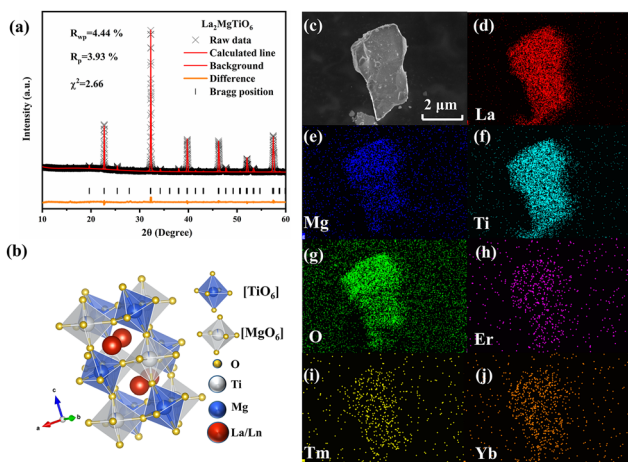 (a)
La₂MgTiO₆
Rwp=4.44 %
Rp=3.93 %
χ²=2.66
Raw data
Calculated line
Background
Difference
Bragg position
Intensity (a.u.)
10 20 30 40 50 60
2θ (Degree)
(b)
[TiO₆]
[MgO₆]
O
Ti
Mg
La/Ln
c
a
b
(c)
2 μm
(d)
La
(e)
Mg
(f)
Ti
(g)
O
(h)
Er
(i)
Tm
(j)
Yb